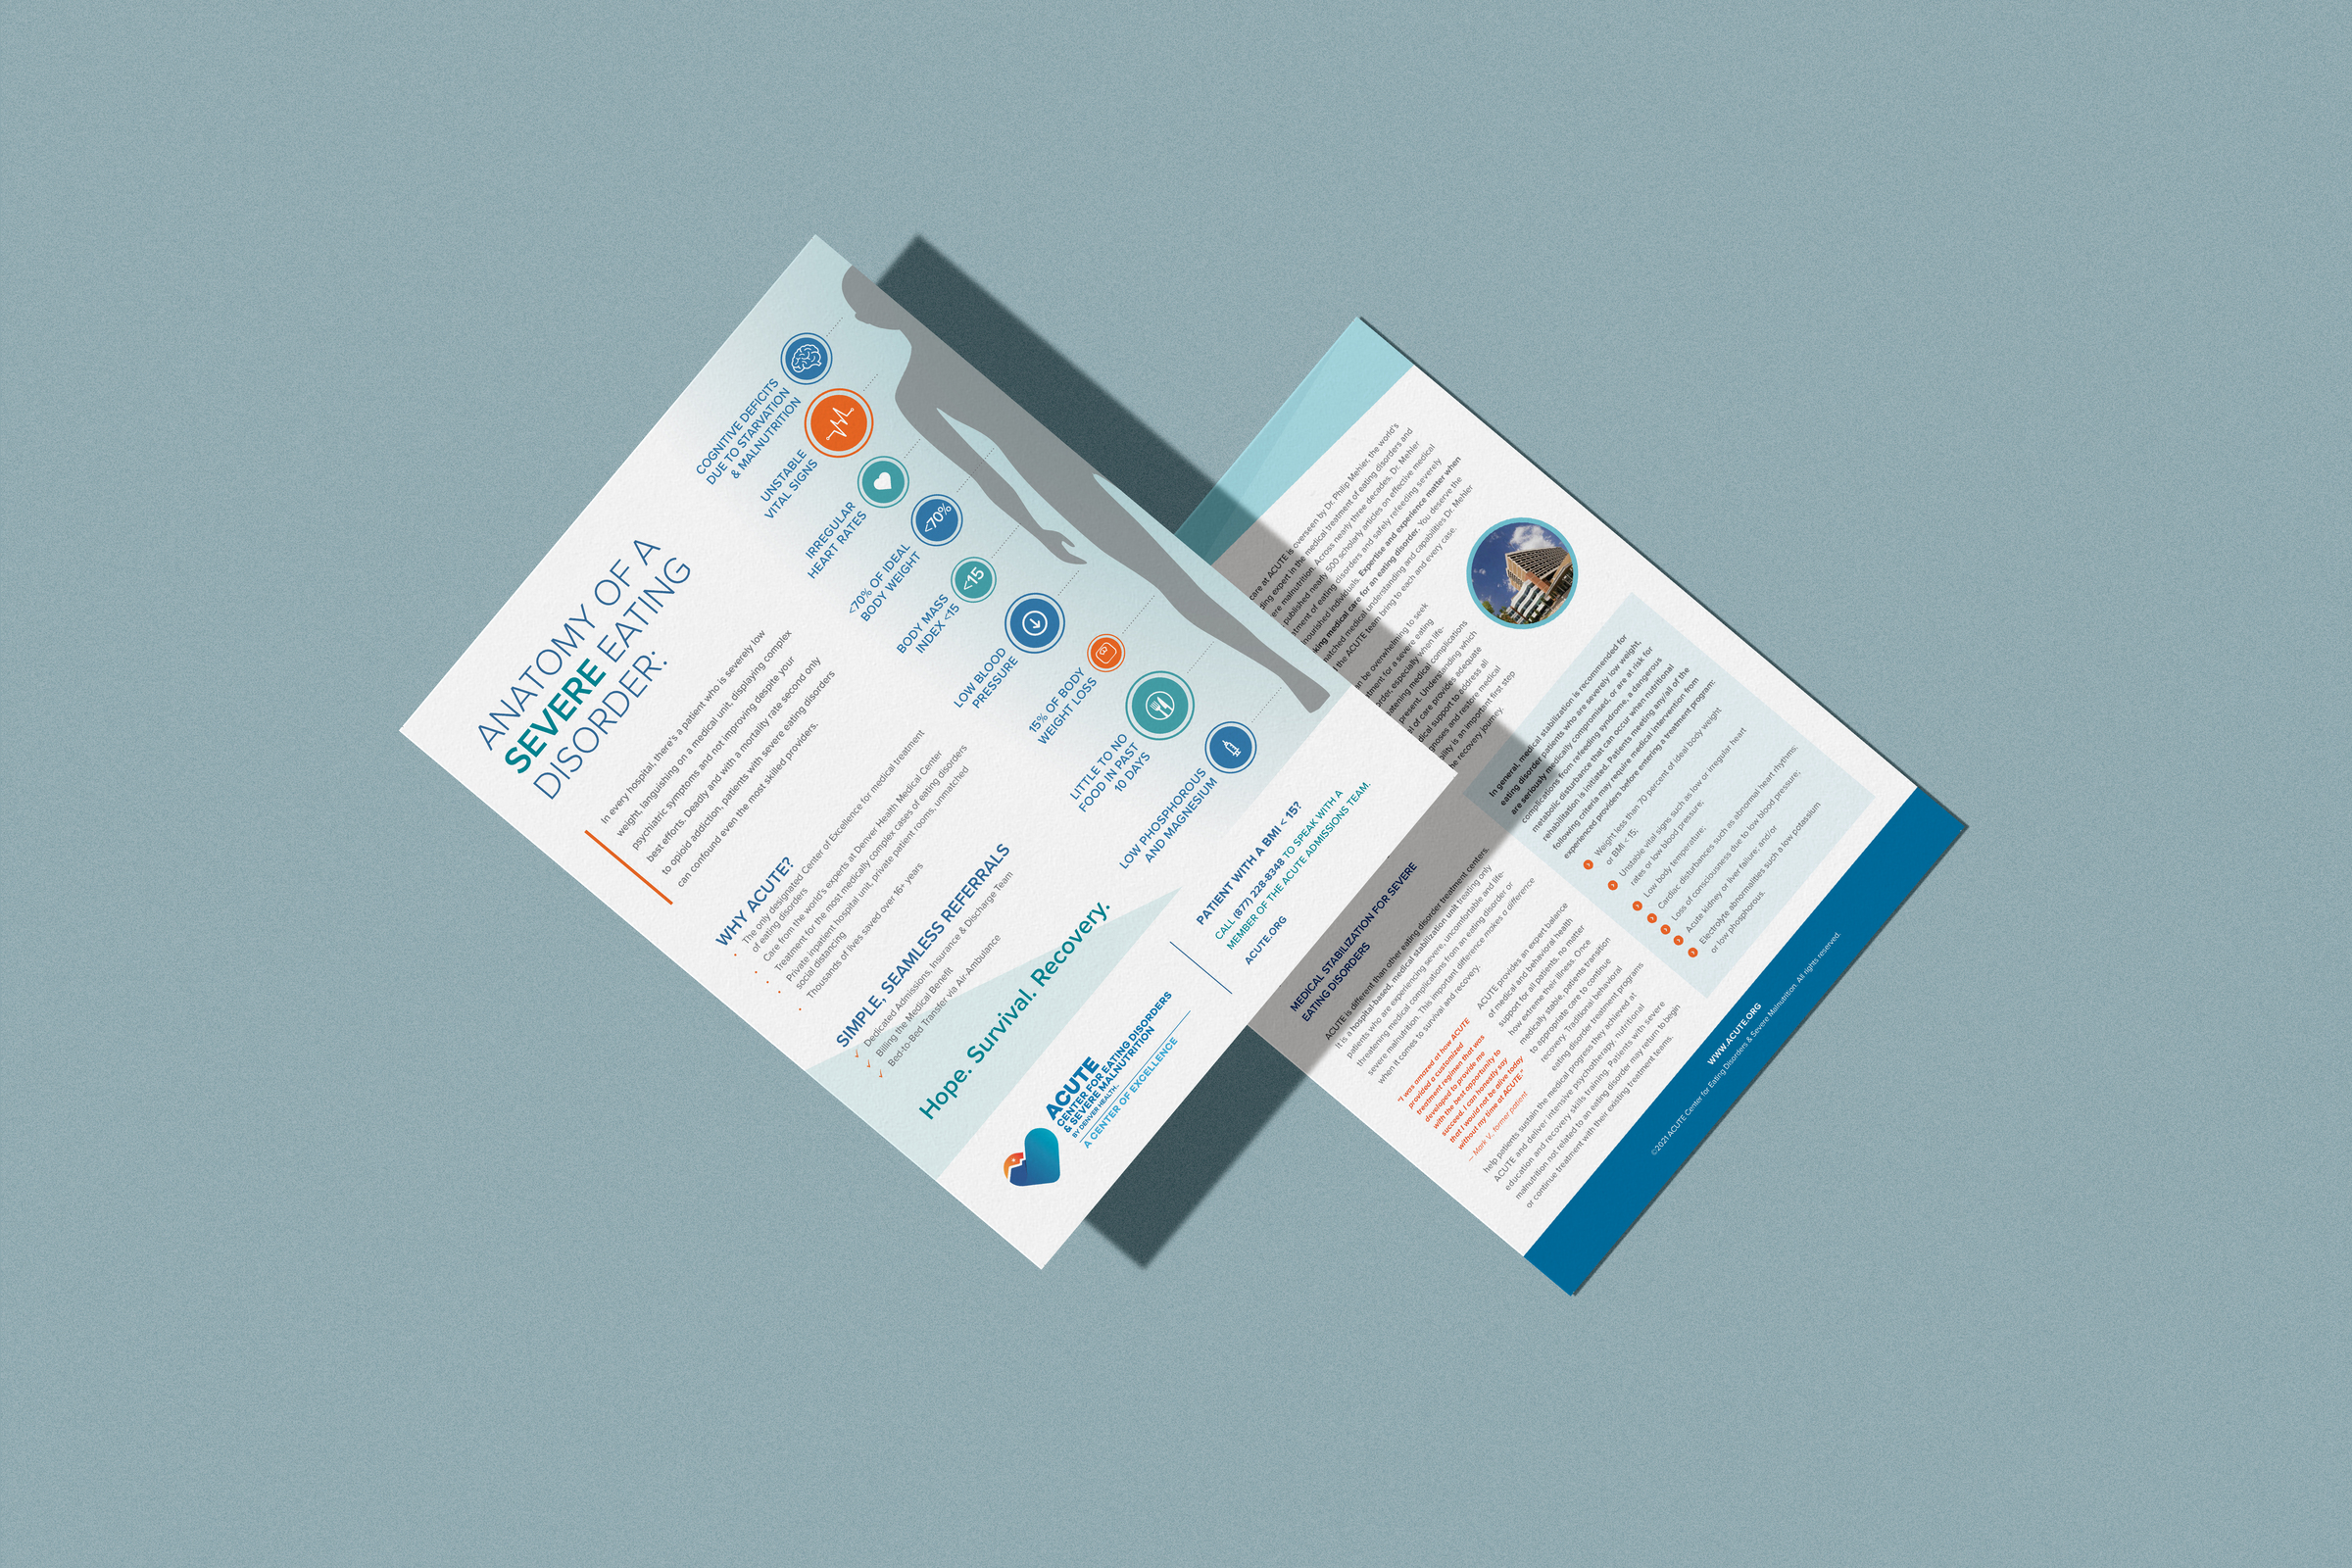 ANATOMY OF A
SEVERE EATING
DISORDER:
In every hospital, there's a patient who is severely low
weight, languishing on a medical unit, displaying complex
psychiatric symptoms and not improving despite your
best efforts. Deadly and with a mortality rate second only
to opioid addiction, patients with severe eating disorders
can confound even the most skilled providers.
WHY ACUTE?
The only designated Center of Excellence for medical treatment
of eating disorders
Care from the world's experts at Denver Health Medical Center
Treatment for the most medically complex cases of eating disorders
Private inpatient hospital unit, private patient rooms, unmatched
social distancing
Thousands of lives saved over 16+ years
SIMPLE, SEAMLESS REFERRALS
Dedicated Admissions, Insurance & Discharge Team
Billing the Medical Benefit
Bed-to-Bed Transfer via Air-Ambulance
COGNITIVE DEFICITS
DUE TO STARVATION
& MALNUTRITION
UNSTABLE
VITAL SIGNS
IRREGULAR
HEART RATES
<70%
<70% OF IDEAL
BODY WEIGHT
<15
BODY MASS
INDEX <15
LOW BLOOD
PRESSURE
15% OF BODY
WEIGHT LOSS
LITTLE TO NO
FOOD IN PAST
10 DAYS
LOW PHOSPHOROUS
AND MAGNESIUM
Hope. Survival. Recovery.
ACUTE
CENTER FOR EATING DISORDERS
& SEVERE MALNUTRITION
BY DENVER HEALTH.
A CENTER OF EXCELLENCE
PATIENT WITH A BMI < 15?
CALL (877) 228-8348 TO SPEAK WITH A
MEMBER OF THE ACUTE ADMISSIONS TEAM.
ACUTE.ORG
care at ACUTE is overseen by Dr. Philip Mehler, the world's
expert in the medical treatment of eating disorders and
malnutrition. Across nearly three decades, Dr. Mehler
published nearly 500 scholarly articles on effective medical
of eating disorders and safely refeeding severely
individuals. Expertise and experience matter when
medical care for an eating disorder. You deserve the
medical understanding and capabilities Dr. Mehler
the ACUTE team bring to each and every case.
can be overwhelming to seek
for a severe eating
especially when life-
medical complications
present. Understanding which
of care provides adequate
medical support to address all
and restore medical
is an important first step
recovery journey.
MEDICAL STABILIZATION FOR SEVERE
EATING DISORDERS
ACUTE is different than other eating disorder treatment centers.
It is a hospital-based, medical stabilization unit treating only
patients who are experiencing severe, uncomfortable and life-
threatening medical complications from an eating disorder or
severe malnutrition. This important difference makes a difference
when it comes to survival and recovery.
"I was amazed at how ACUTE
provided a customized
treatment regimen that was
developed to provide me
with the best opportunity to
succeed. I can honestly say
that I would not be alive today
without my time at ACUTE."
— Mark V., former patient
ACUTE provides an expert balance
of medical and behavioral health
support for all patients, no matter
how extreme their illness. Once
medically stable, patients transition
to appropriate care to continue
recovery. Traditional behavioral
eating disorder treatment programs
help patients sustain the medical progress they achieved at
ACUTE and deliver intensive psychotherapy, nutritional
education and recovery skills training. Patients with severe
malnutrition not related to an eating disorder may return to begin
or continue treatment with their existing treatment teams.
In general, medical stabilization is recommended for
eating disorder patients who are severely low weight,
are seriously medically compromised, or are at risk for
complications from refeeding syndrome, a dangerous
metabolic disturbance that can occur when nutritional
rehabilitation is initiated. Patients meeting any/all of the
following criteria may require medical intervention from
experienced providers before entering a treatment program:
Weight less than 70 percent of ideal body weight
or BMI < 15;
Unstable vital signs such as low or irregular heart
rates or low blood pressure;
Low body temperature;
Cardiac disturbances such as abnormal heart rhythms;
Loss of consciousness due to low blood pressure;
Acute kidney or liver failure; and/or
Electrolyte abnormalities such a low potassium
or low phosphorous.
WWW.ACUTE.ORG
©2021 ACUTE Center for Eating Disorders & Severe Malnutrition. All rights reserved.